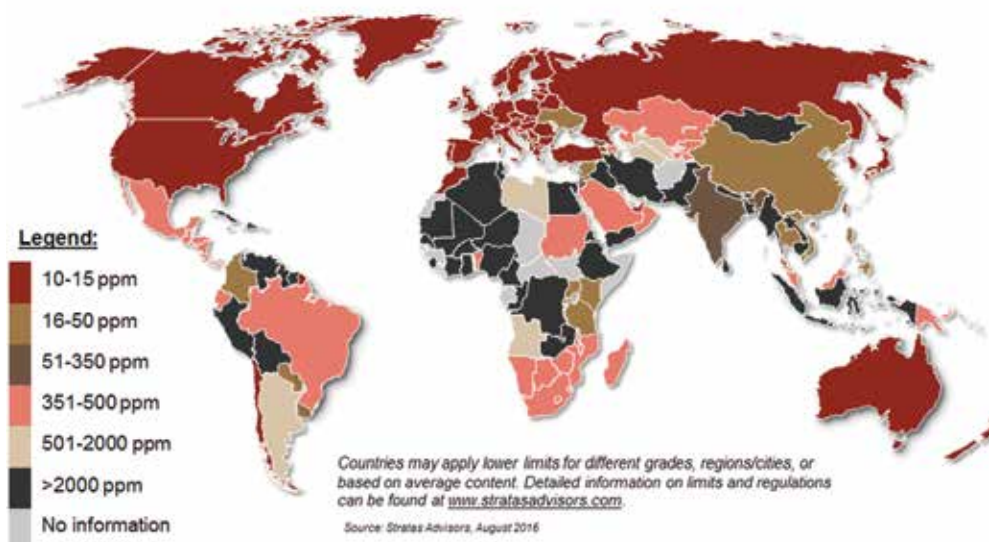 Legend:
10-15 ppm
16-50 ppm
51-350 ppm
351-500 ppm
501-2000 ppm
>2000 ppm
No information
Countries may apply lower limits for different grades, regions/cities, or
based on average content. Detailed information on limits and regulations
can be found at www.stratasadvisors.com.
Source: Stratas Advisors, August 2016